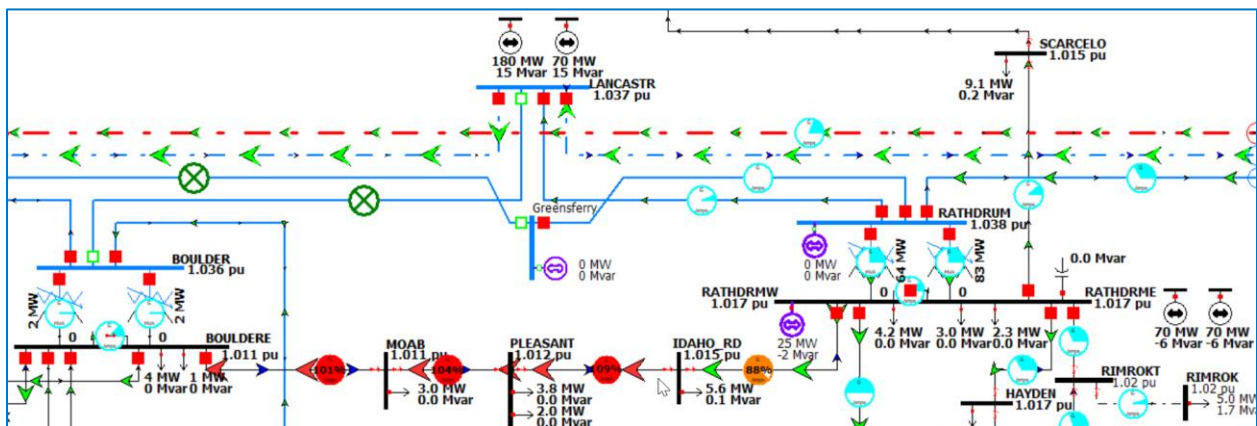 SCARCELO
1.015 pu
9.1 MW
0.2 Mvar
180 MW
15 Mvar
70 MW
15 Mvar
LANCASTR
1.037 pu
Greensferry
0 MW
0 Mvar
RATHDRUM
1.038 pu
0 MW
0 Mvar
64 MW
83 MW
0.0 Mvar
BOULDER
1.036 pu
2 MW
2 MW
MVA
MVA
0
0
BOULDERE
1.011 pu
4 MW
0 Mvar
1 MW
0 Mvar
RATHDRMW
1.017 pu
0
0
RATHDRME
1.017 pu
25 MW
-2 Mvar
4.2 MW
0.0 Mvar
3.0 MW
0.0 Mvar
2.3 MW
0.0 Mvar
70 MW
-6 Mvar
70 MW
-6 Mvar
101%
MOAB
1.011 pu
3.0 MW
0.0 Mvar
104%
PLEASANT
1.012 pu
3.8 MW
0.0 Mvar
2.0 MW
0.0 Mvar
09%
IDAHO_RD
1.015 pu
5.6 MW
0.1 Mvar
88%
HAYDEN
1.017 pu
RIMROKT
1.02 pu
RIMROK
1.02 pu
5.0 MW
1.7 Mva